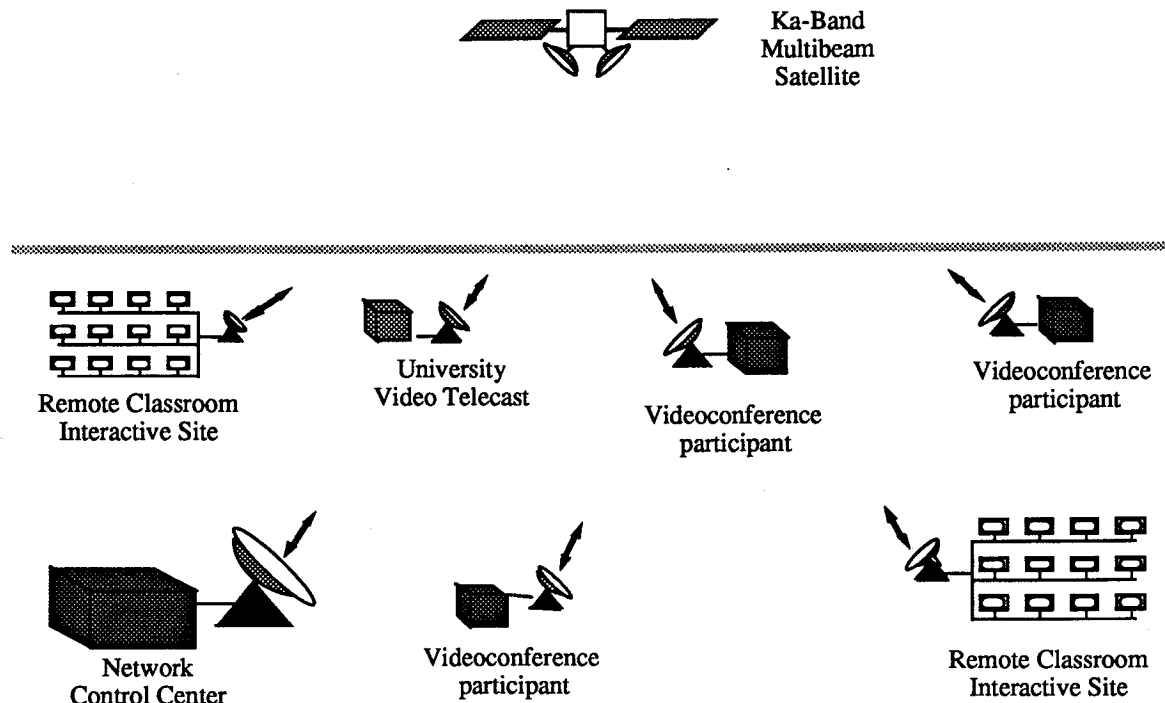 Ka-Band
Multibeam
Satellite
Remote Classroom
Interactive Site
University
Video Telecast
Videoconference
participant
Videoconference
participant
Network
Control Center
Videoconference
participant
Remote Classroom
Interactive Site